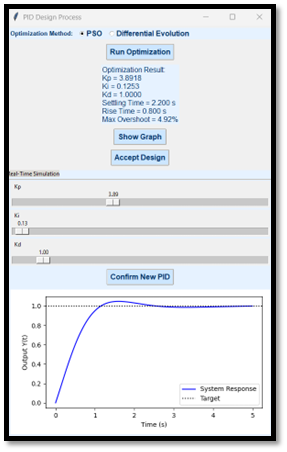 PID Design Process
Optimization Method: PSO Differential Evolution
Run Optimization
Optimization Result:
Kp = 3.8918
Ki = 0.1253
Kd = 1.0000
Settling Time = 2.200 s
Rise Time = 0.800 s
Max Overshoot = 4.92%
Show Graph
Accept Design
Real-Time Simulation
Kp
3.89
Ki
0.13
Kd
1.00
Confirm New PID
1.0
0.8
0.6
0.4
0.2
0.0
Output Y(t)
System Response
Target
0 1 2 3 4 5
Time (s)